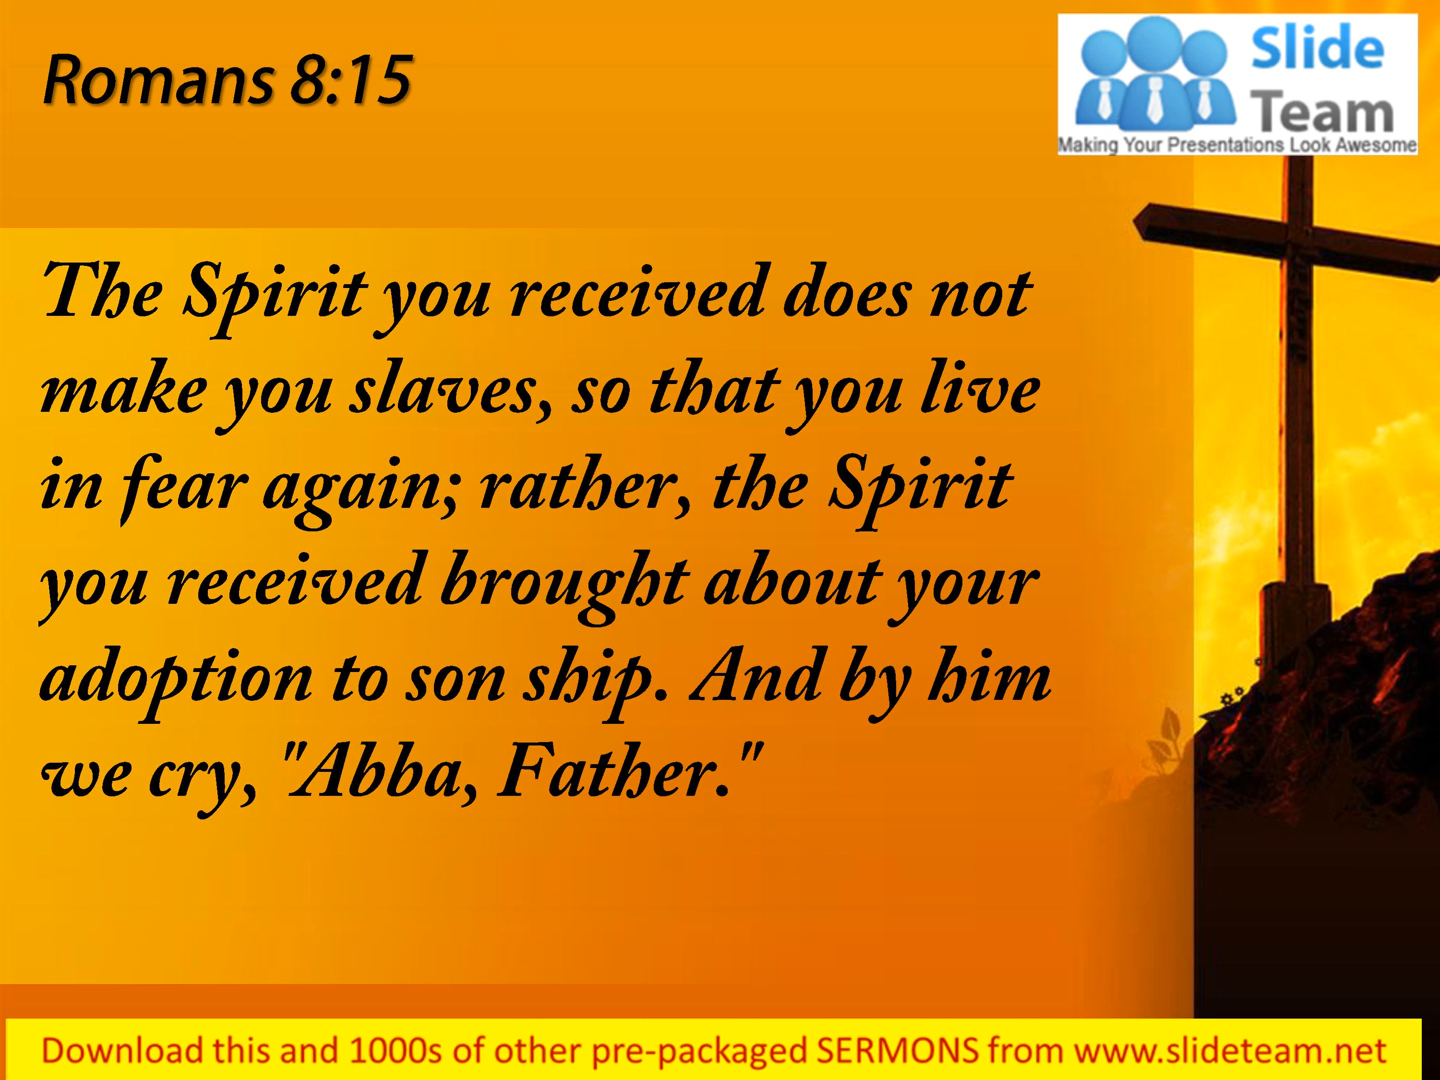 Romans 8:15
Slide
Team
Making Your Presentations Look Awesome
The Spirit you received does not
make you slaves, so that you live
in fear again; rather, the Spirit
you received brought about your
adoption to son ship. And by him
we cry, "Abba, Father."
Download this and 1000s of other pre-packaged SERMONS from www.slideteam.net